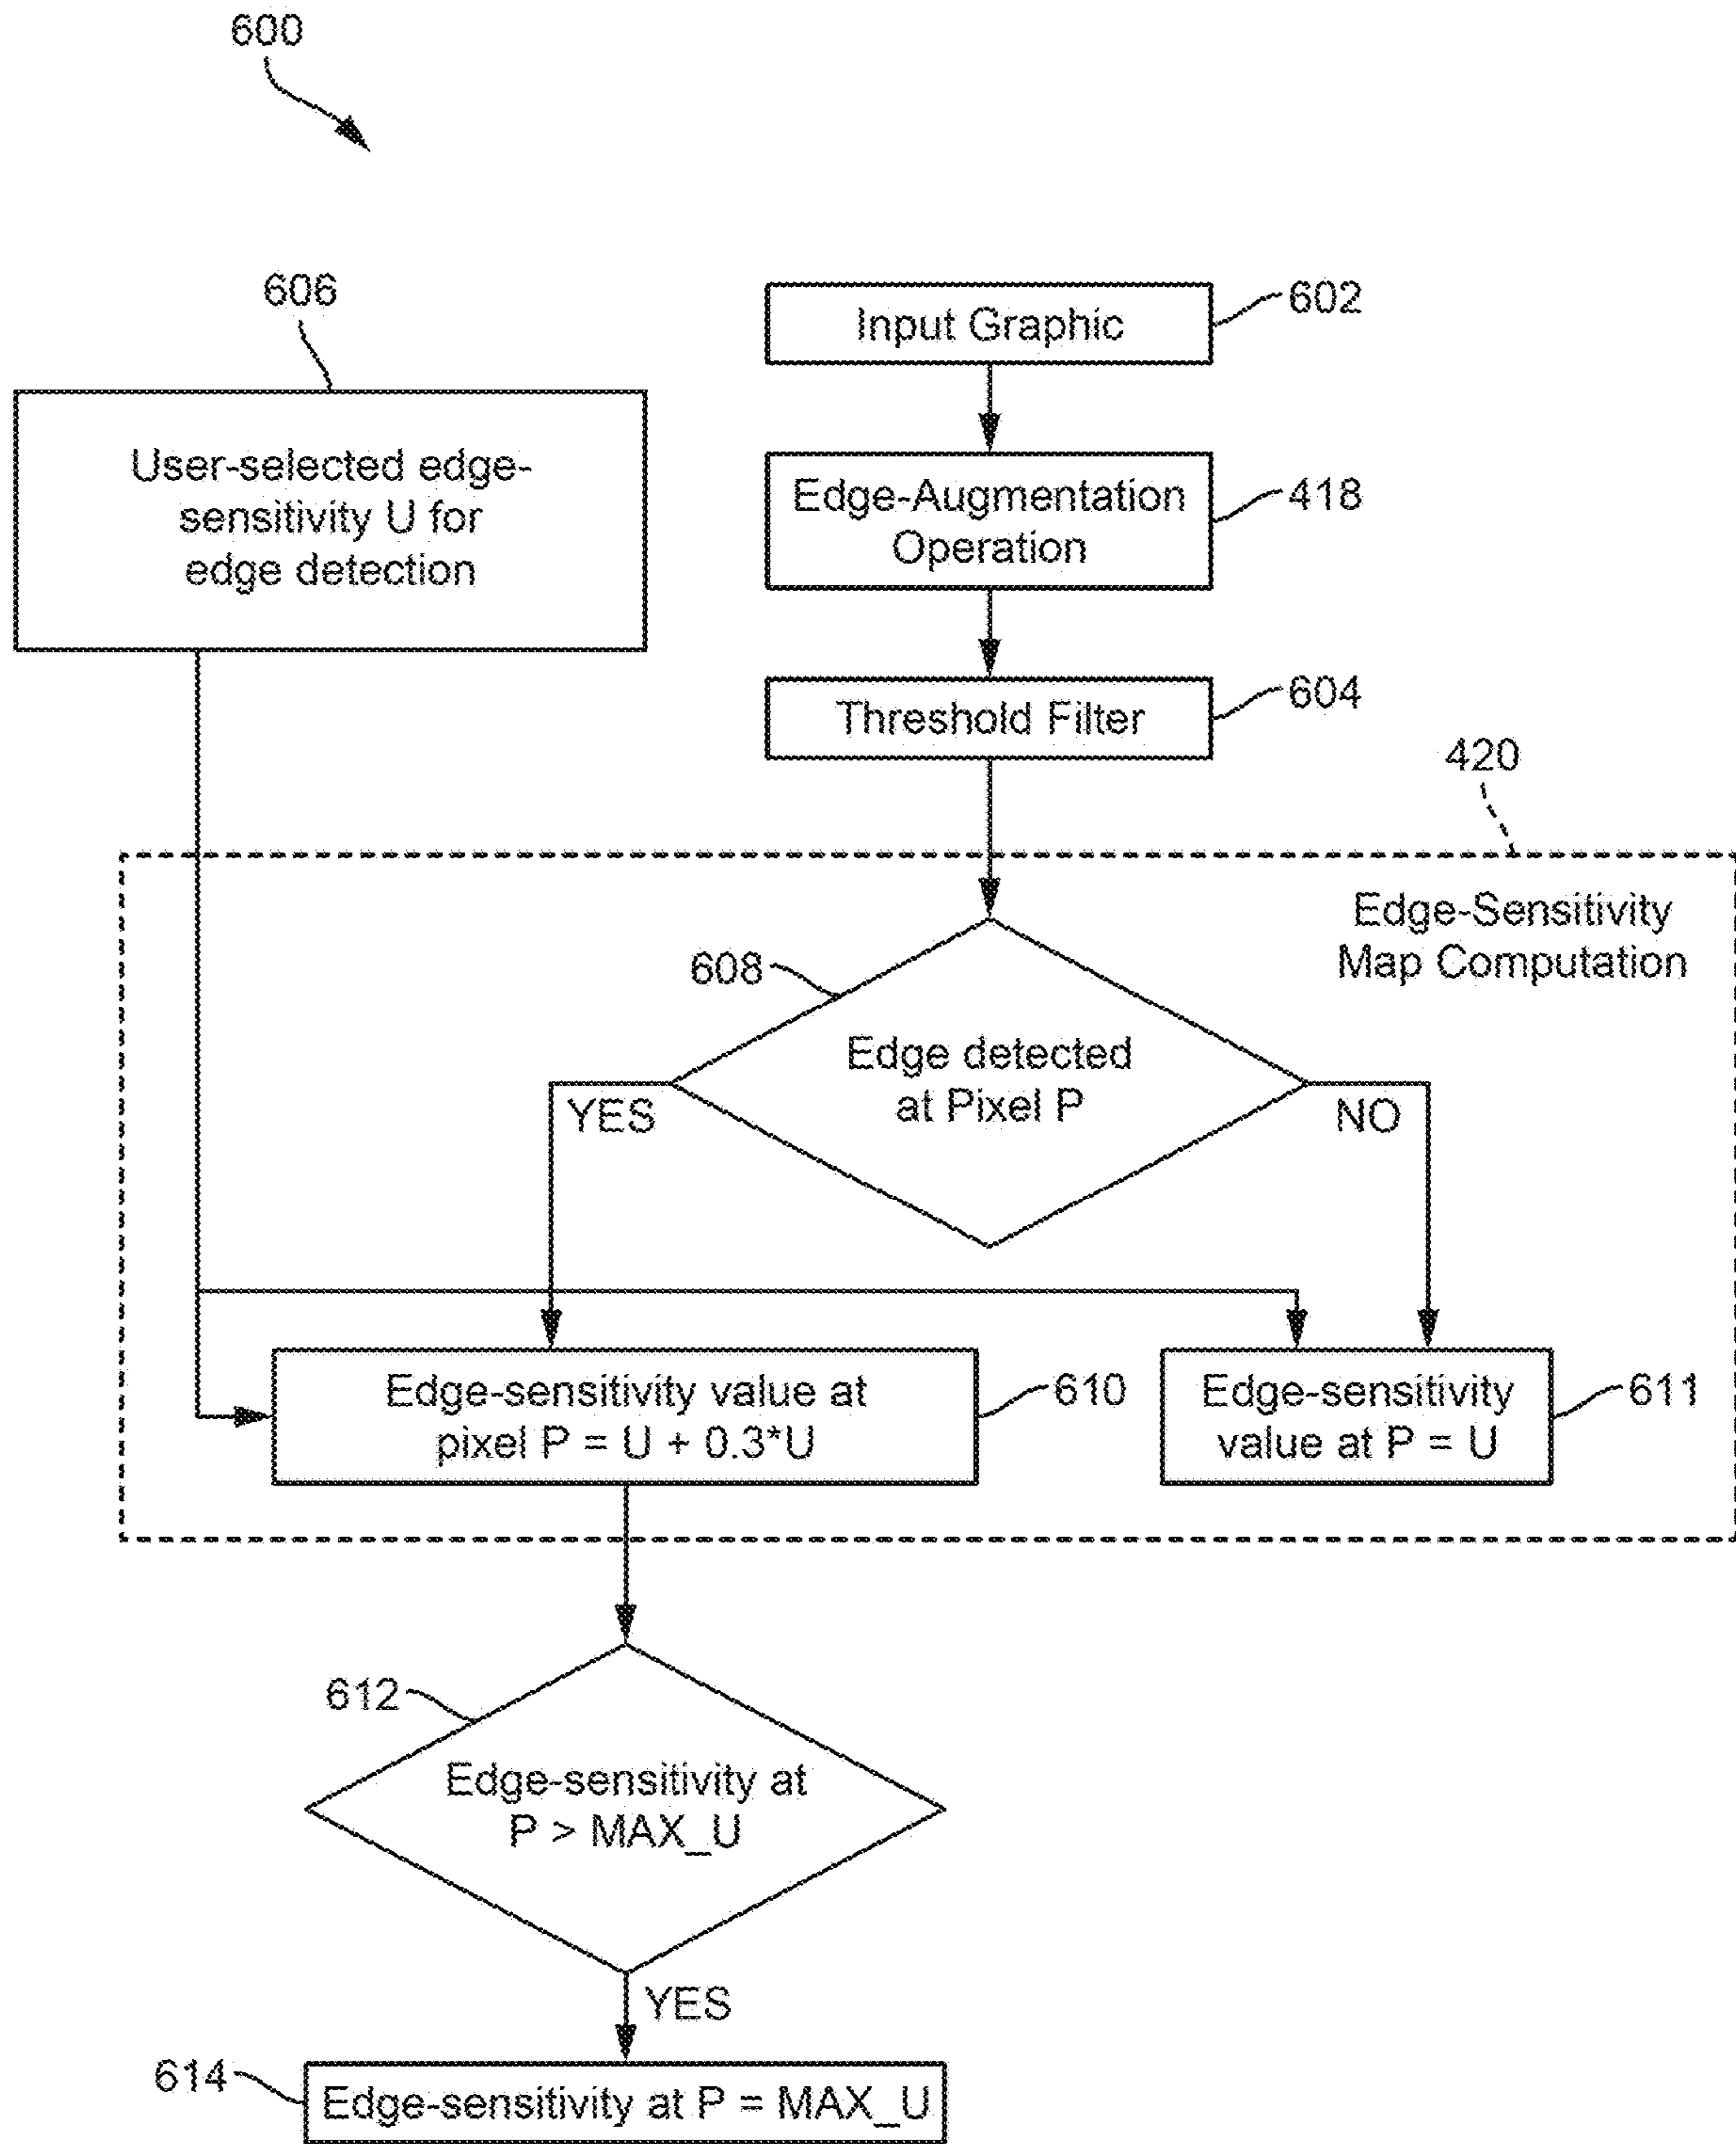 600
606
Input Graphic
602
User-selected edge-
sensitivity U for
edge detection
Edge-Augmentation
Operation
418
Threshold Filter
604
420
Edge-Sensitivity
Map Computation
608
Edge detected
at Pixel P
YES
NO
Edge-sensitivity value at
pixel P = U + 0.3*U
610
Edge-sensitivity
value at P = U
611
612
Edge-sensitivity at
P > MAX_U
YES
614
Edge-sensitivity at P = MAX_U